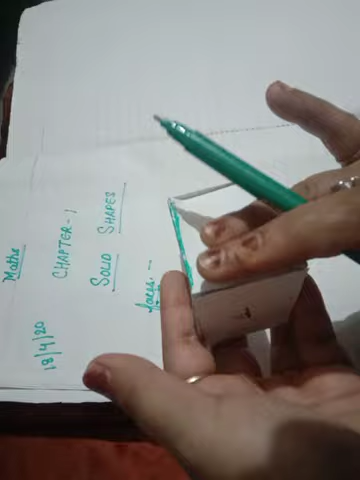 18/4/20
Maths
CHAPTER-1
SOLID SHAPES
faces:-